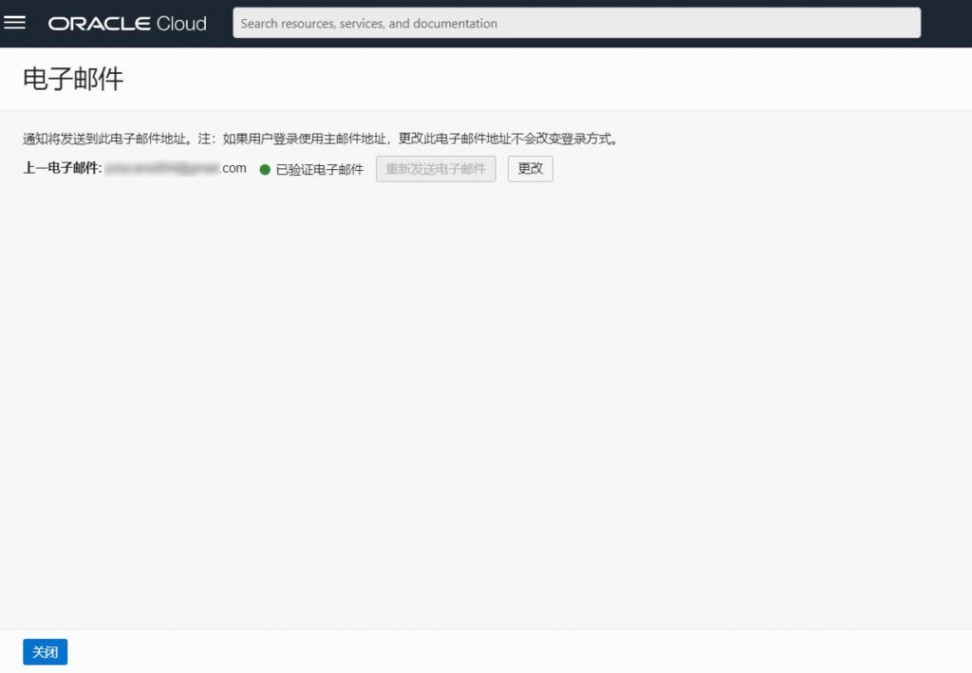 ORACLE Cloud
Search resources, services, and documentation
电子邮件
通知将发送到此电子邮件地址。注：如果用户登录使用主邮件地址，更改此电子邮件地址不会改变登录方式。
上一电子邮件: .com 已验证电子邮件 重新发送电子邮件 更改
关闭